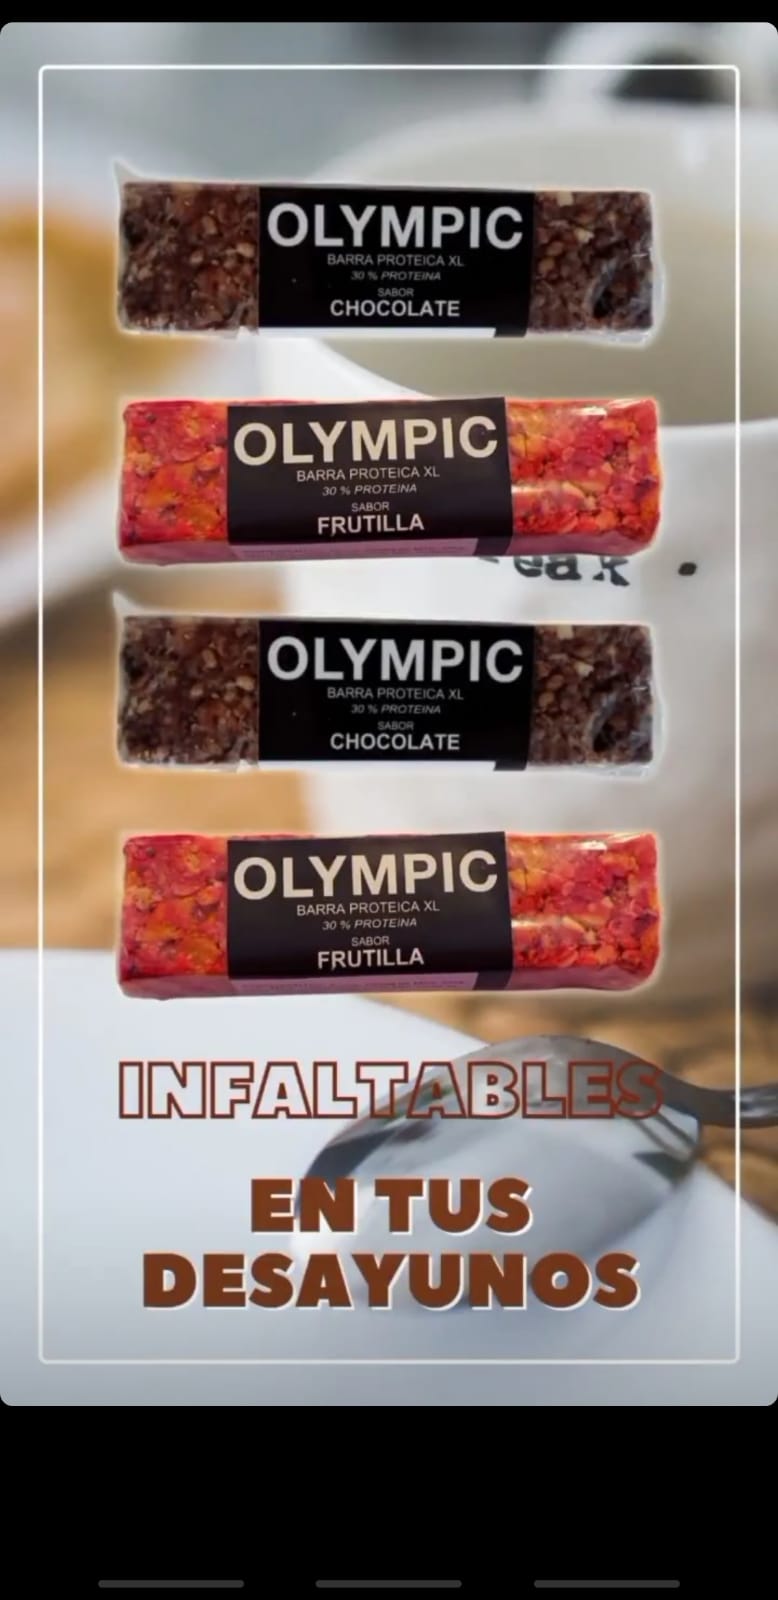 OLYMPIC
BARRA PROTEICA XL
30 % PROTEINA
SABOR
CHOCOLATE
OLYMPIC
BARRA PROTEICA XL
30 % PROTEINA
SABOR
FRUTILLA
OLYMPIC
BARRA PROTEICA XL
30 % PROTEINA
SABOR
CHOCOLATE
OLYMPIC
BARRA PROTEICA XL
30 % PROTEINA
SABOR
FRUTILLA
INFALTABLES
EN TUS
DESAYUNOS